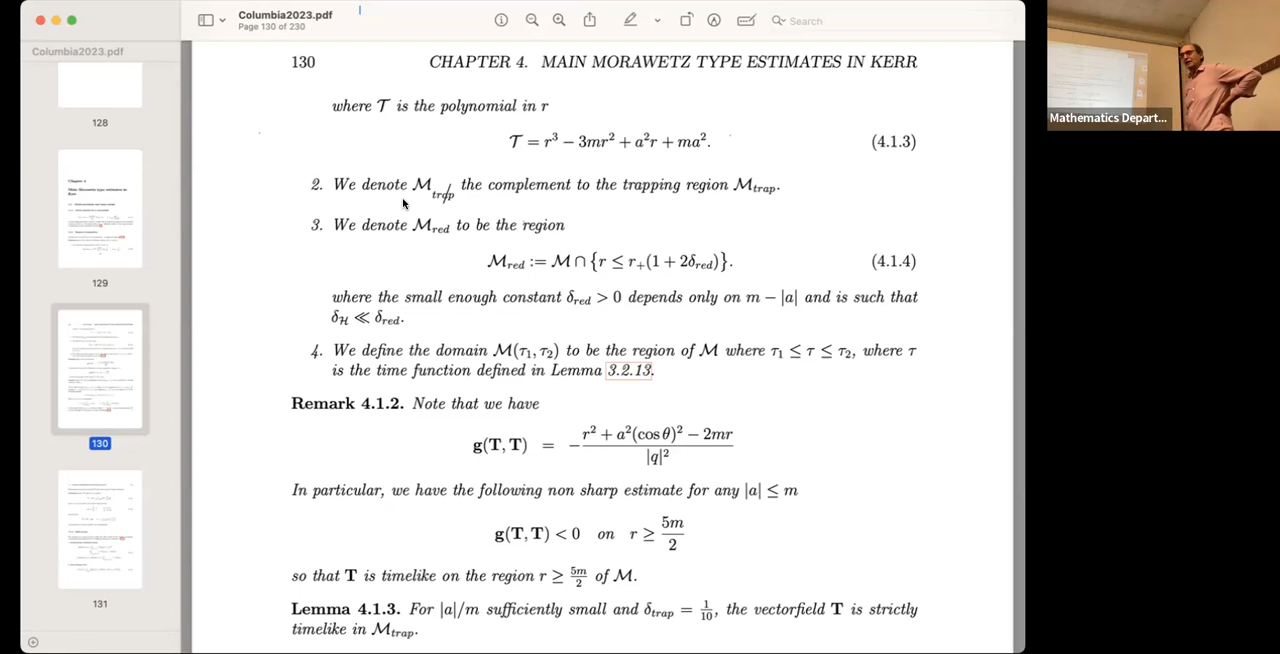 Columbia2023.pdf
Page 130 of 230
Search
Columbia2023.pdf
128
129
130
131
130 CHAPTER 4. MAIN MORAWETZ TYPE ESTIMATES IN KERR
where 𝒯 is the polynomial in r
𝒯 = r³ − 3mr² + a²r + ma². (4.1.3)
2. We denote ℳ_trap̸ the complement to the trapping region ℳ_trap.
3. We denote ℳ_red to be the region
ℳ_red := ℳ ∩ {r ≤ r₊(1 + 2δ_red)}. (4.1.4)
where the small enough constant δ_red > 0 depends only on m − |a| and is such that
δ_ℋ ≪ δ_red.
4. We define the domain ℳ(τ₁, τ₂) to be the region of ℳ where τ₁ ≤ τ ≤ τ₂, where τ
is the time function defined in Lemma 3.2.13.
Remark 4.1.2. Note that we have
g(T, T) = − (r² + a²(cos θ)² − 2mr) / |q|²
In particular, we have the following non sharp estimate for any |a| ≤ m
g(T, T) < 0 on r ≥ 5m/2
so that T is timelike on the region r ≥ 5m/2 of ℳ.
Lemma 4.1.3. For |a|/m sufficiently small and δ_trap = 1/10, the vectorfield T is strictly
timelike in ℳ_trap.
Mathematics Depart...